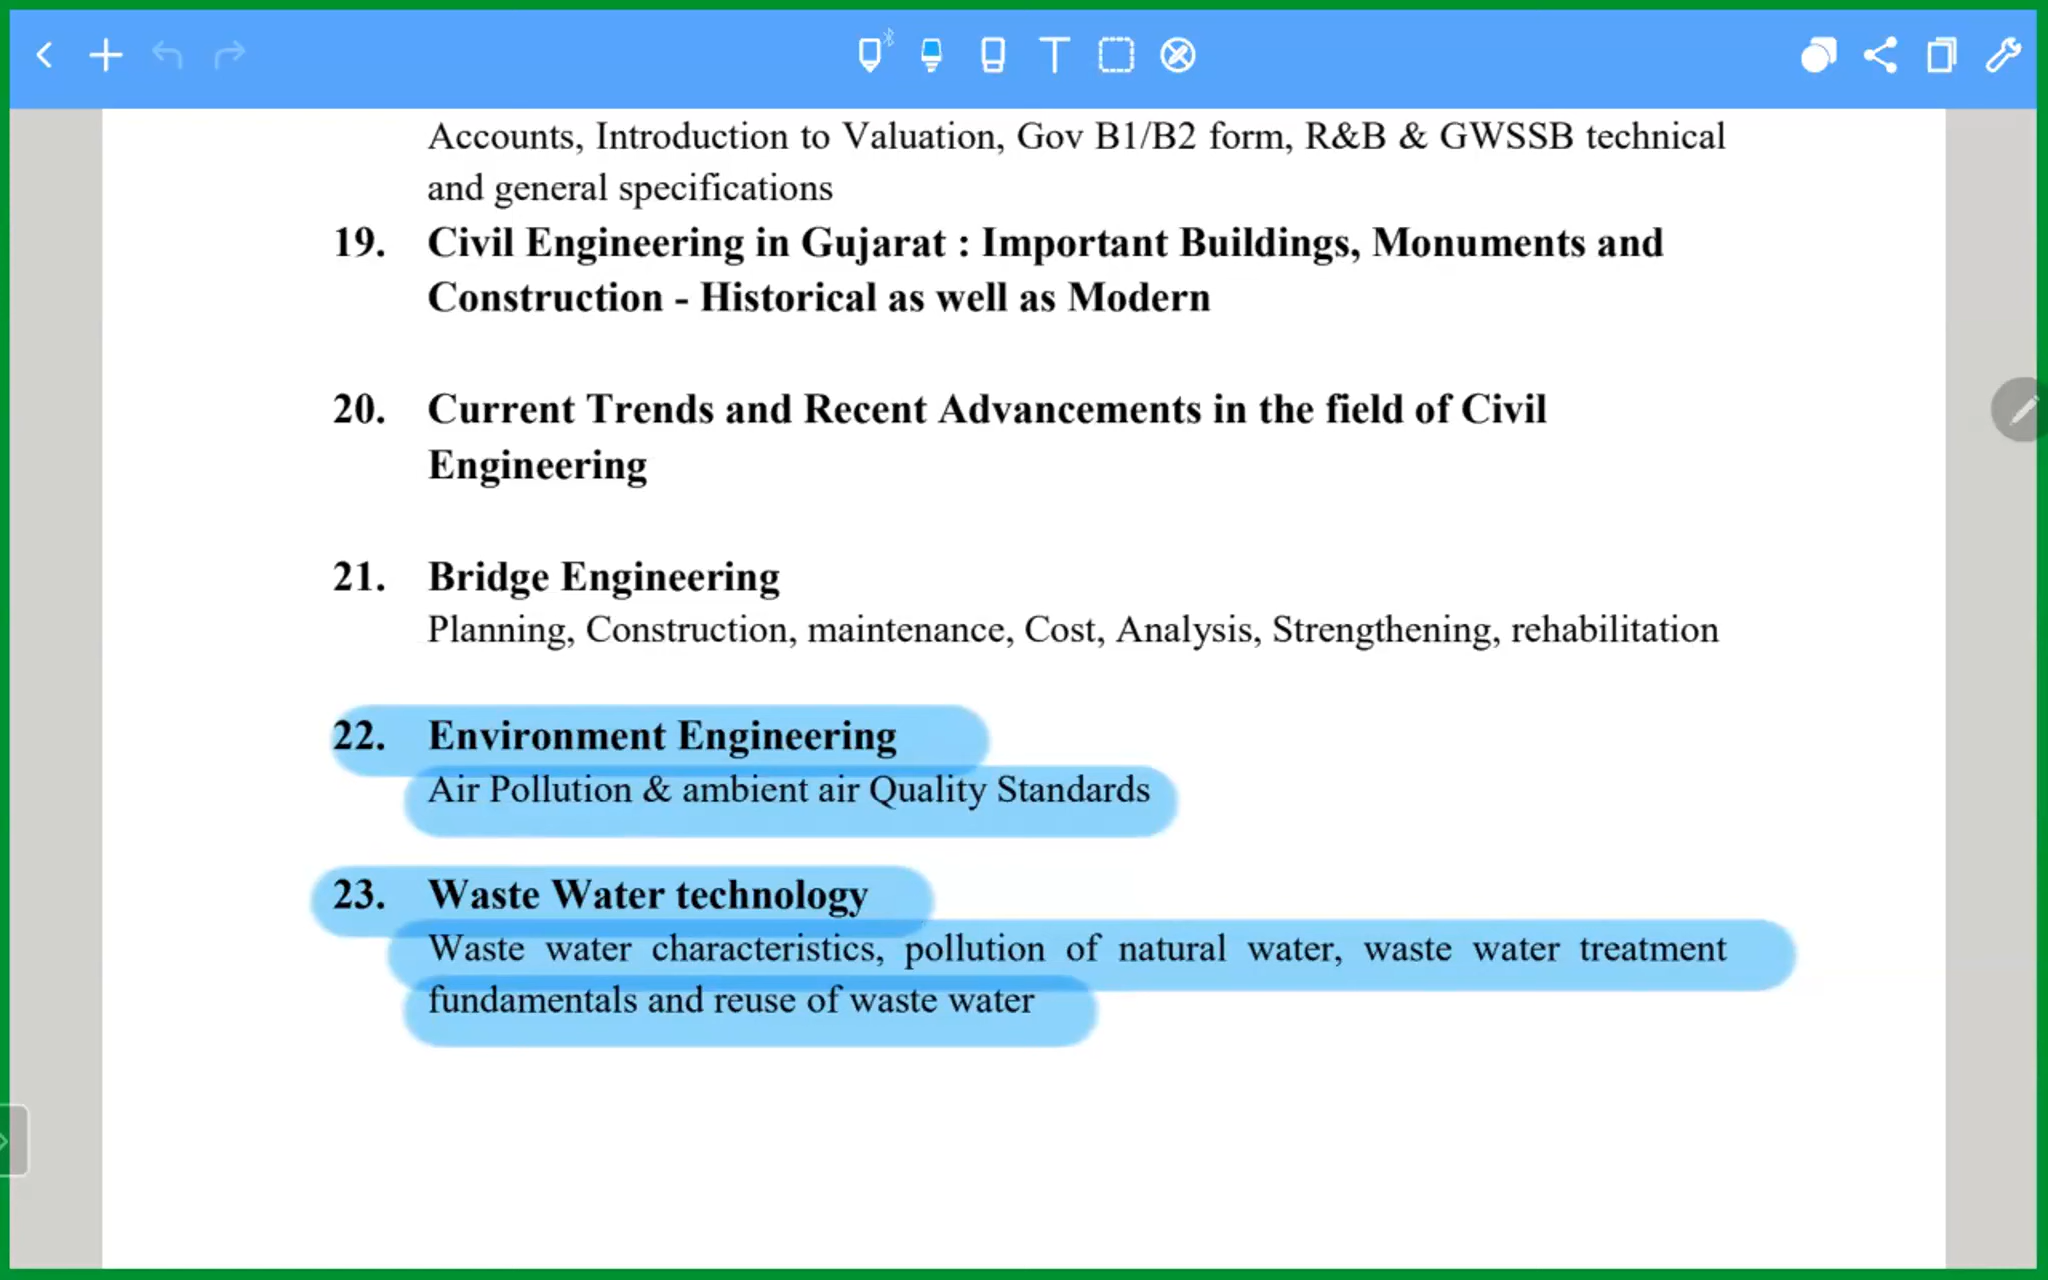 Accounts, Introduction to Valuation, Gov B1/B2 form, R&B & GWSSB technical
and general specifications
19. Civil Engineering in Gujarat : Important Buildings, Monuments and
Construction - Historical as well as Modern
20. Current Trends and Recent Advancements in the field of Civil
Engineering
21. Bridge Engineering
Planning, Construction, maintenance, Cost, Analysis, Strengthening, rehabilitation
22. Environment Engineering
Air Pollution & ambient air Quality Standards
23. Waste Water technology
Waste water characteristics, pollution of natural water, waste water treatment
fundamentals and reuse of waste water